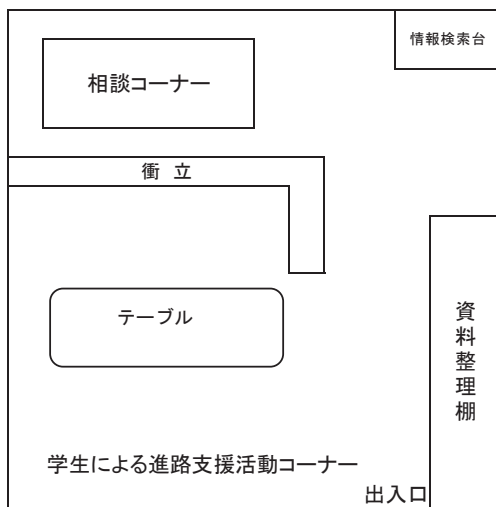 情報検索台
相談コーナー
衝 立
テーブル
資料整理棚
学生による進路支援活動コーナー
出入口